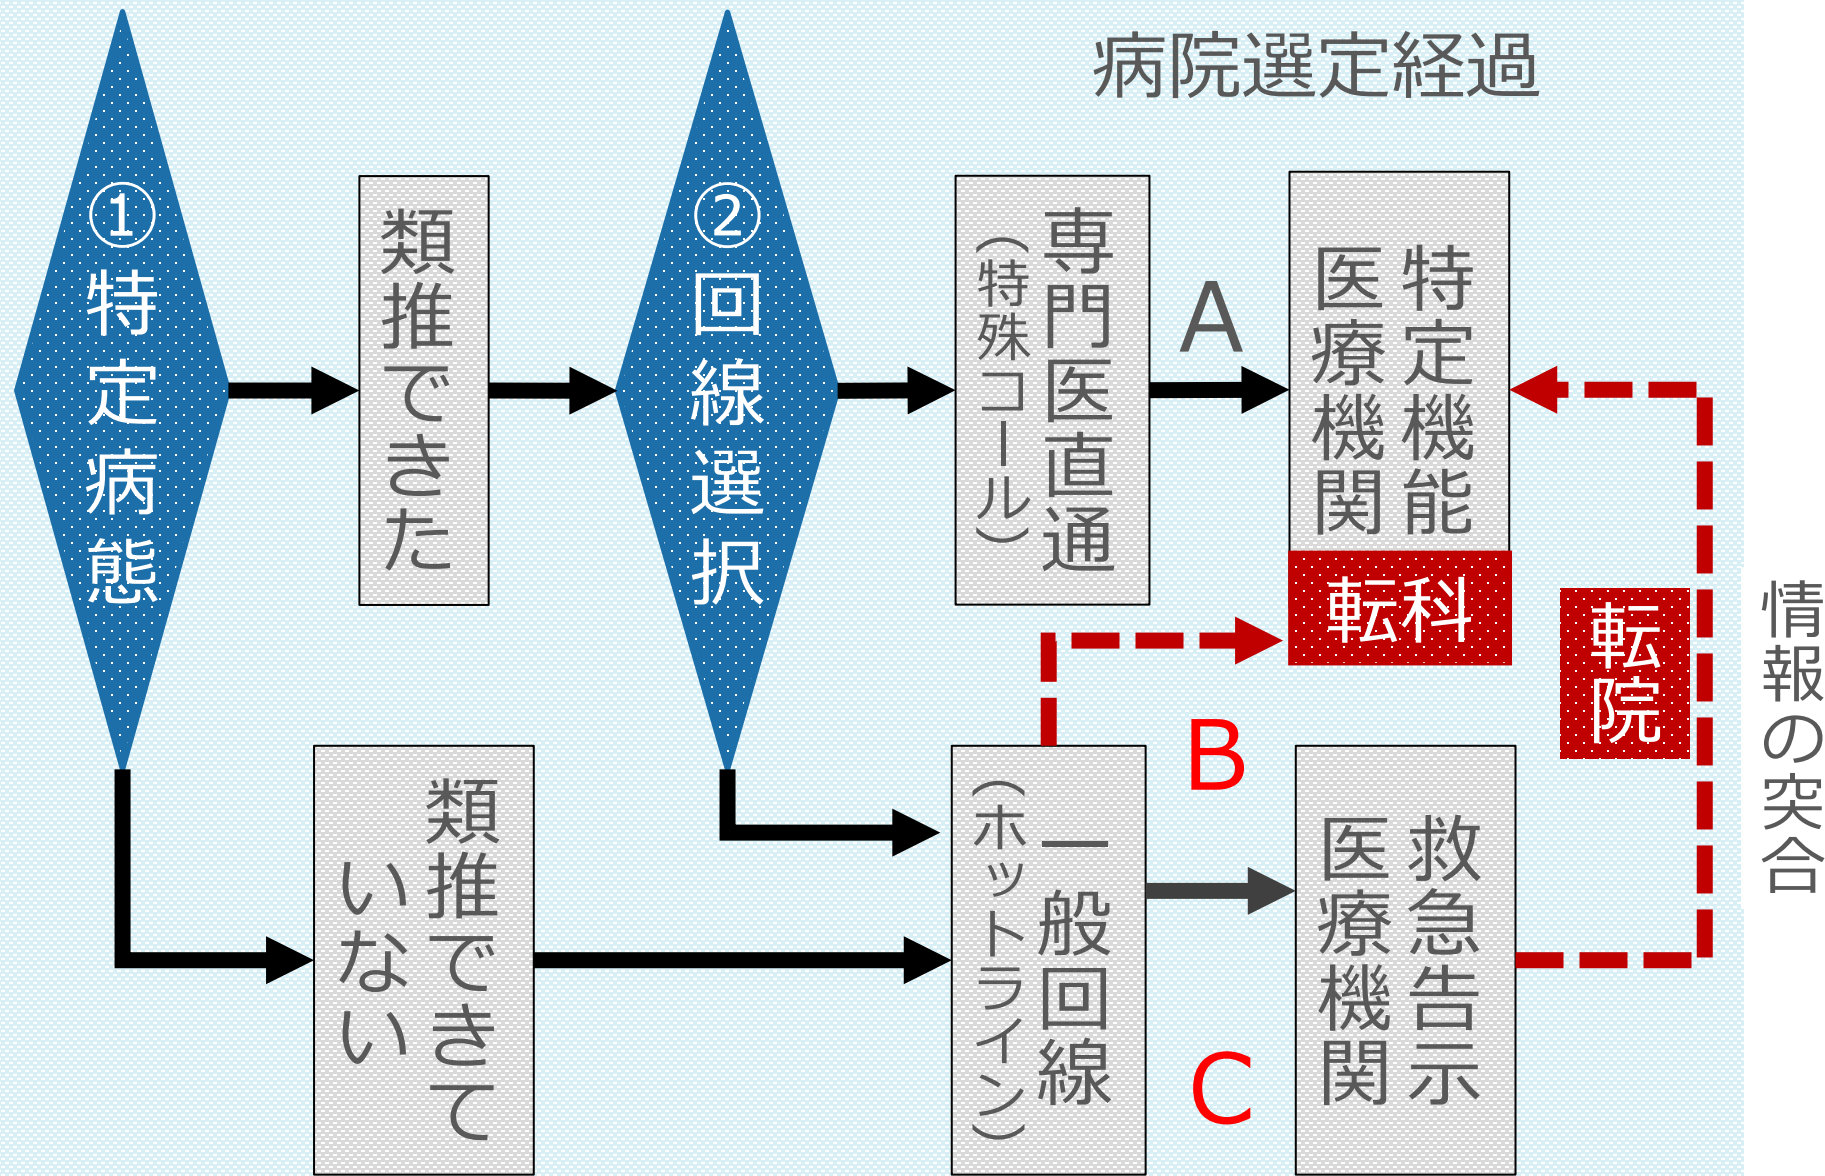 病院選定経過
①特定病態
類推できた
②回線選択
専門医直通
（特殊コール）
A
特定機能
医療機関
転科
転院
情報の突合
類推できて
いない
一般回線
（ホットライン）
B
C
救急告示
医療機関